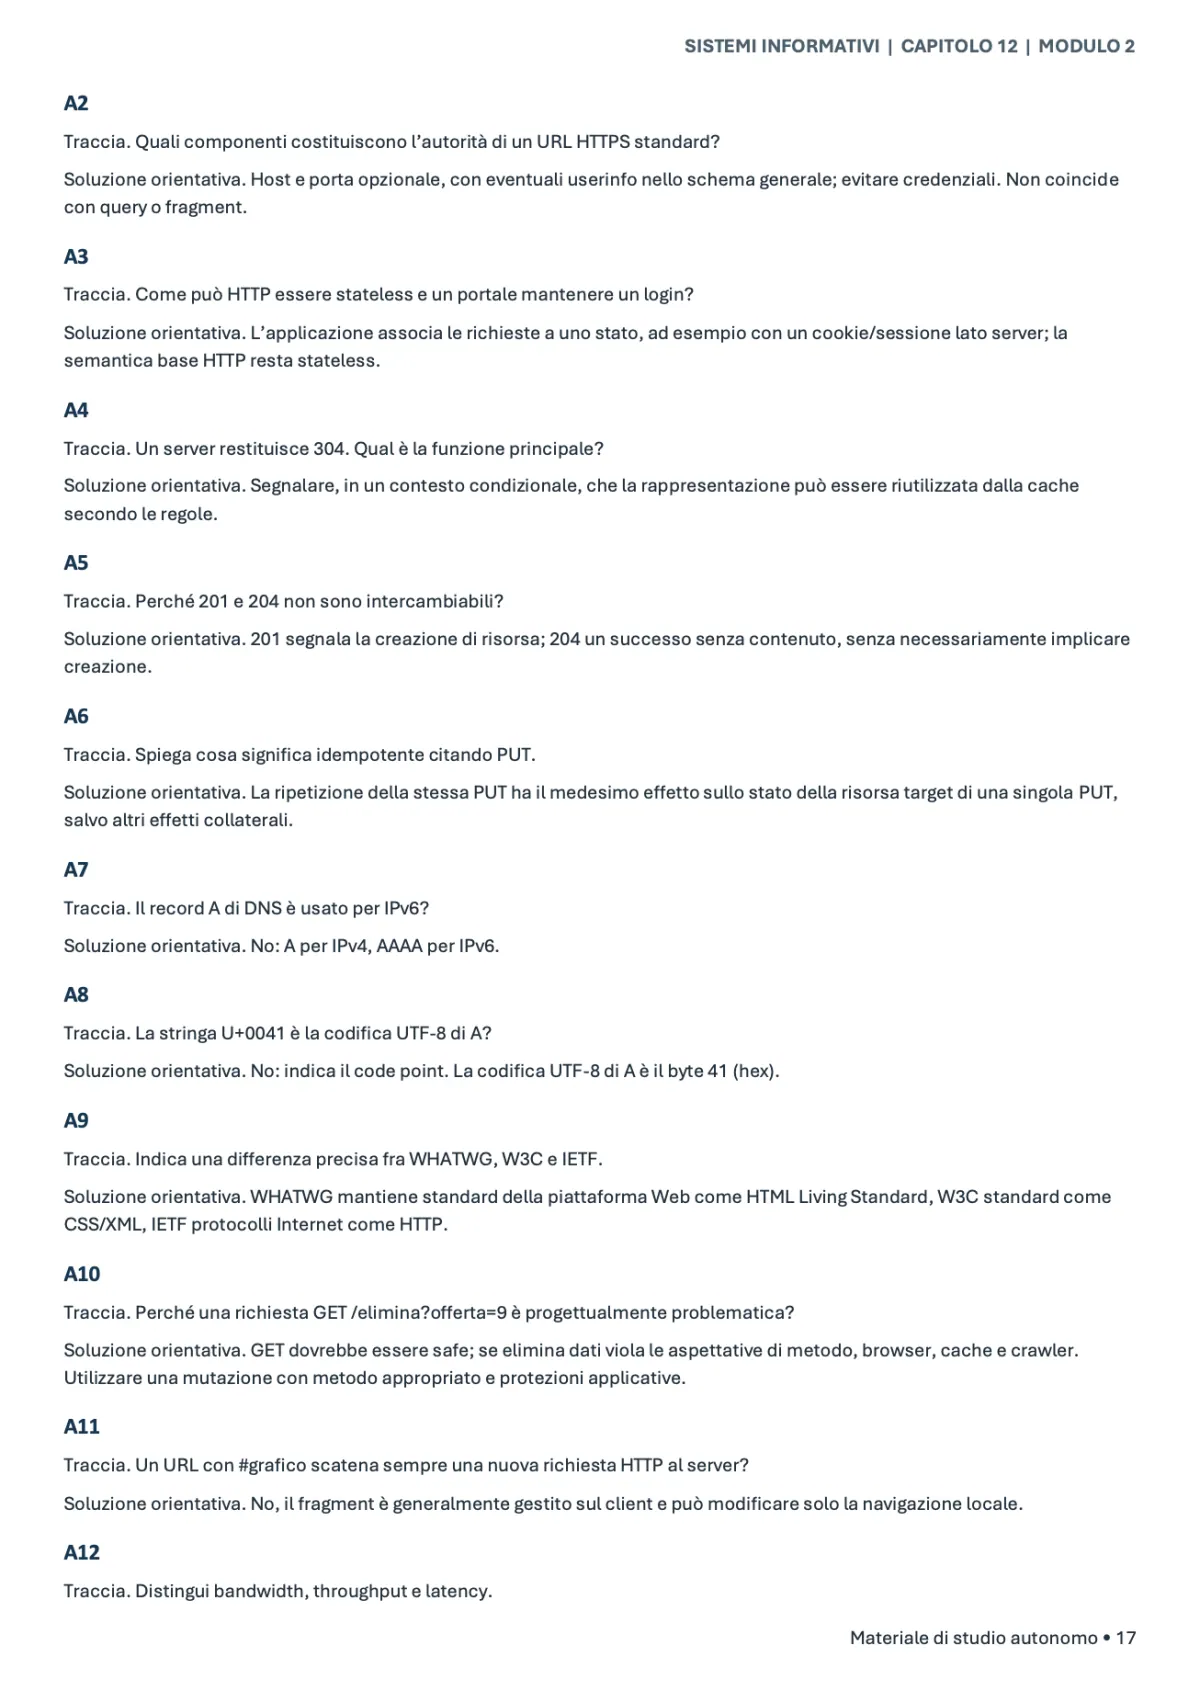 SISTEMI INFORMATIVI | CAPITOLO 12 | MODULO 2
A2
Traccia. Quali componenti costituiscono l’autorità di un URL HTTPS standard?
Soluzione orientativa. Host e porta opzionale, con eventuali userinfo nello schema generale; evitare credenziali. Non coincide
con query o fragment.
A3
Traccia. Come può HTTP essere stateless e un portale mantenere un login?
Soluzione orientativa. L’applicazione associa le richieste a uno stato, ad esempio con un cookie/sessione lato server; la
semantica base HTTP resta stateless.
A4
Traccia. Un server restituisce 304. Qual è la funzione principale?
Soluzione orientativa. Segnalare, in un contesto condizionale, che la rappresentazione può essere riutilizzata dalla cache
secondo le regole.
A5
Traccia. Perché 201 e 204 non sono intercambiabili?
Soluzione orientativa. 201 segnala la creazione di risorsa; 204 un successo senza contenuto, senza necessariamente implicare
creazione.
A6
Traccia. Spiega cosa significa idempotente citando PUT.
Soluzione orientativa. La ripetizione della stessa PUT ha il medesimo effetto sullo stato della risorsa target di una singola PUT,
salvo altri effetti collaterali.
A7
Traccia. Il record A di DNS è usato per IPv6?
Soluzione orientativa. No: A per IPv4, AAAA per IPv6.
A8
Traccia. La stringa U+0041 è la codifica UTF-8 di A?
Soluzione orientativa. No: indica il code point. La codifica UTF-8 di A è il byte 41 (hex).
A9
Traccia. Indica una differenza precisa fra WHATWG, W3C e IETF.
Soluzione orientativa. WHATWG mantiene standard della piattaforma Web come HTML Living Standard, W3C standard come
CSS/XML, IETF protocolli Internet come HTTP.
A10
Traccia. Perché una richiesta GET /elimina?offerta=9 è progettualmente problematica?
Soluzione orientativa. GET dovrebbe essere safe; se elimina dati viola le aspettative di metodo, browser, cache e crawler.
Utilizzare una mutazione con metodo appropriato e protezioni applicative.
A11
Traccia. Un URL con #grafico scatena sempre una nuova richiesta HTTP al server?
Soluzione orientativa. No, il fragment è generalmente gestito sul client e può modificare solo la navigazione locale.
A12
Traccia. Distingui bandwidth, throughput e latency.
Materiale di studio autonomo • 17